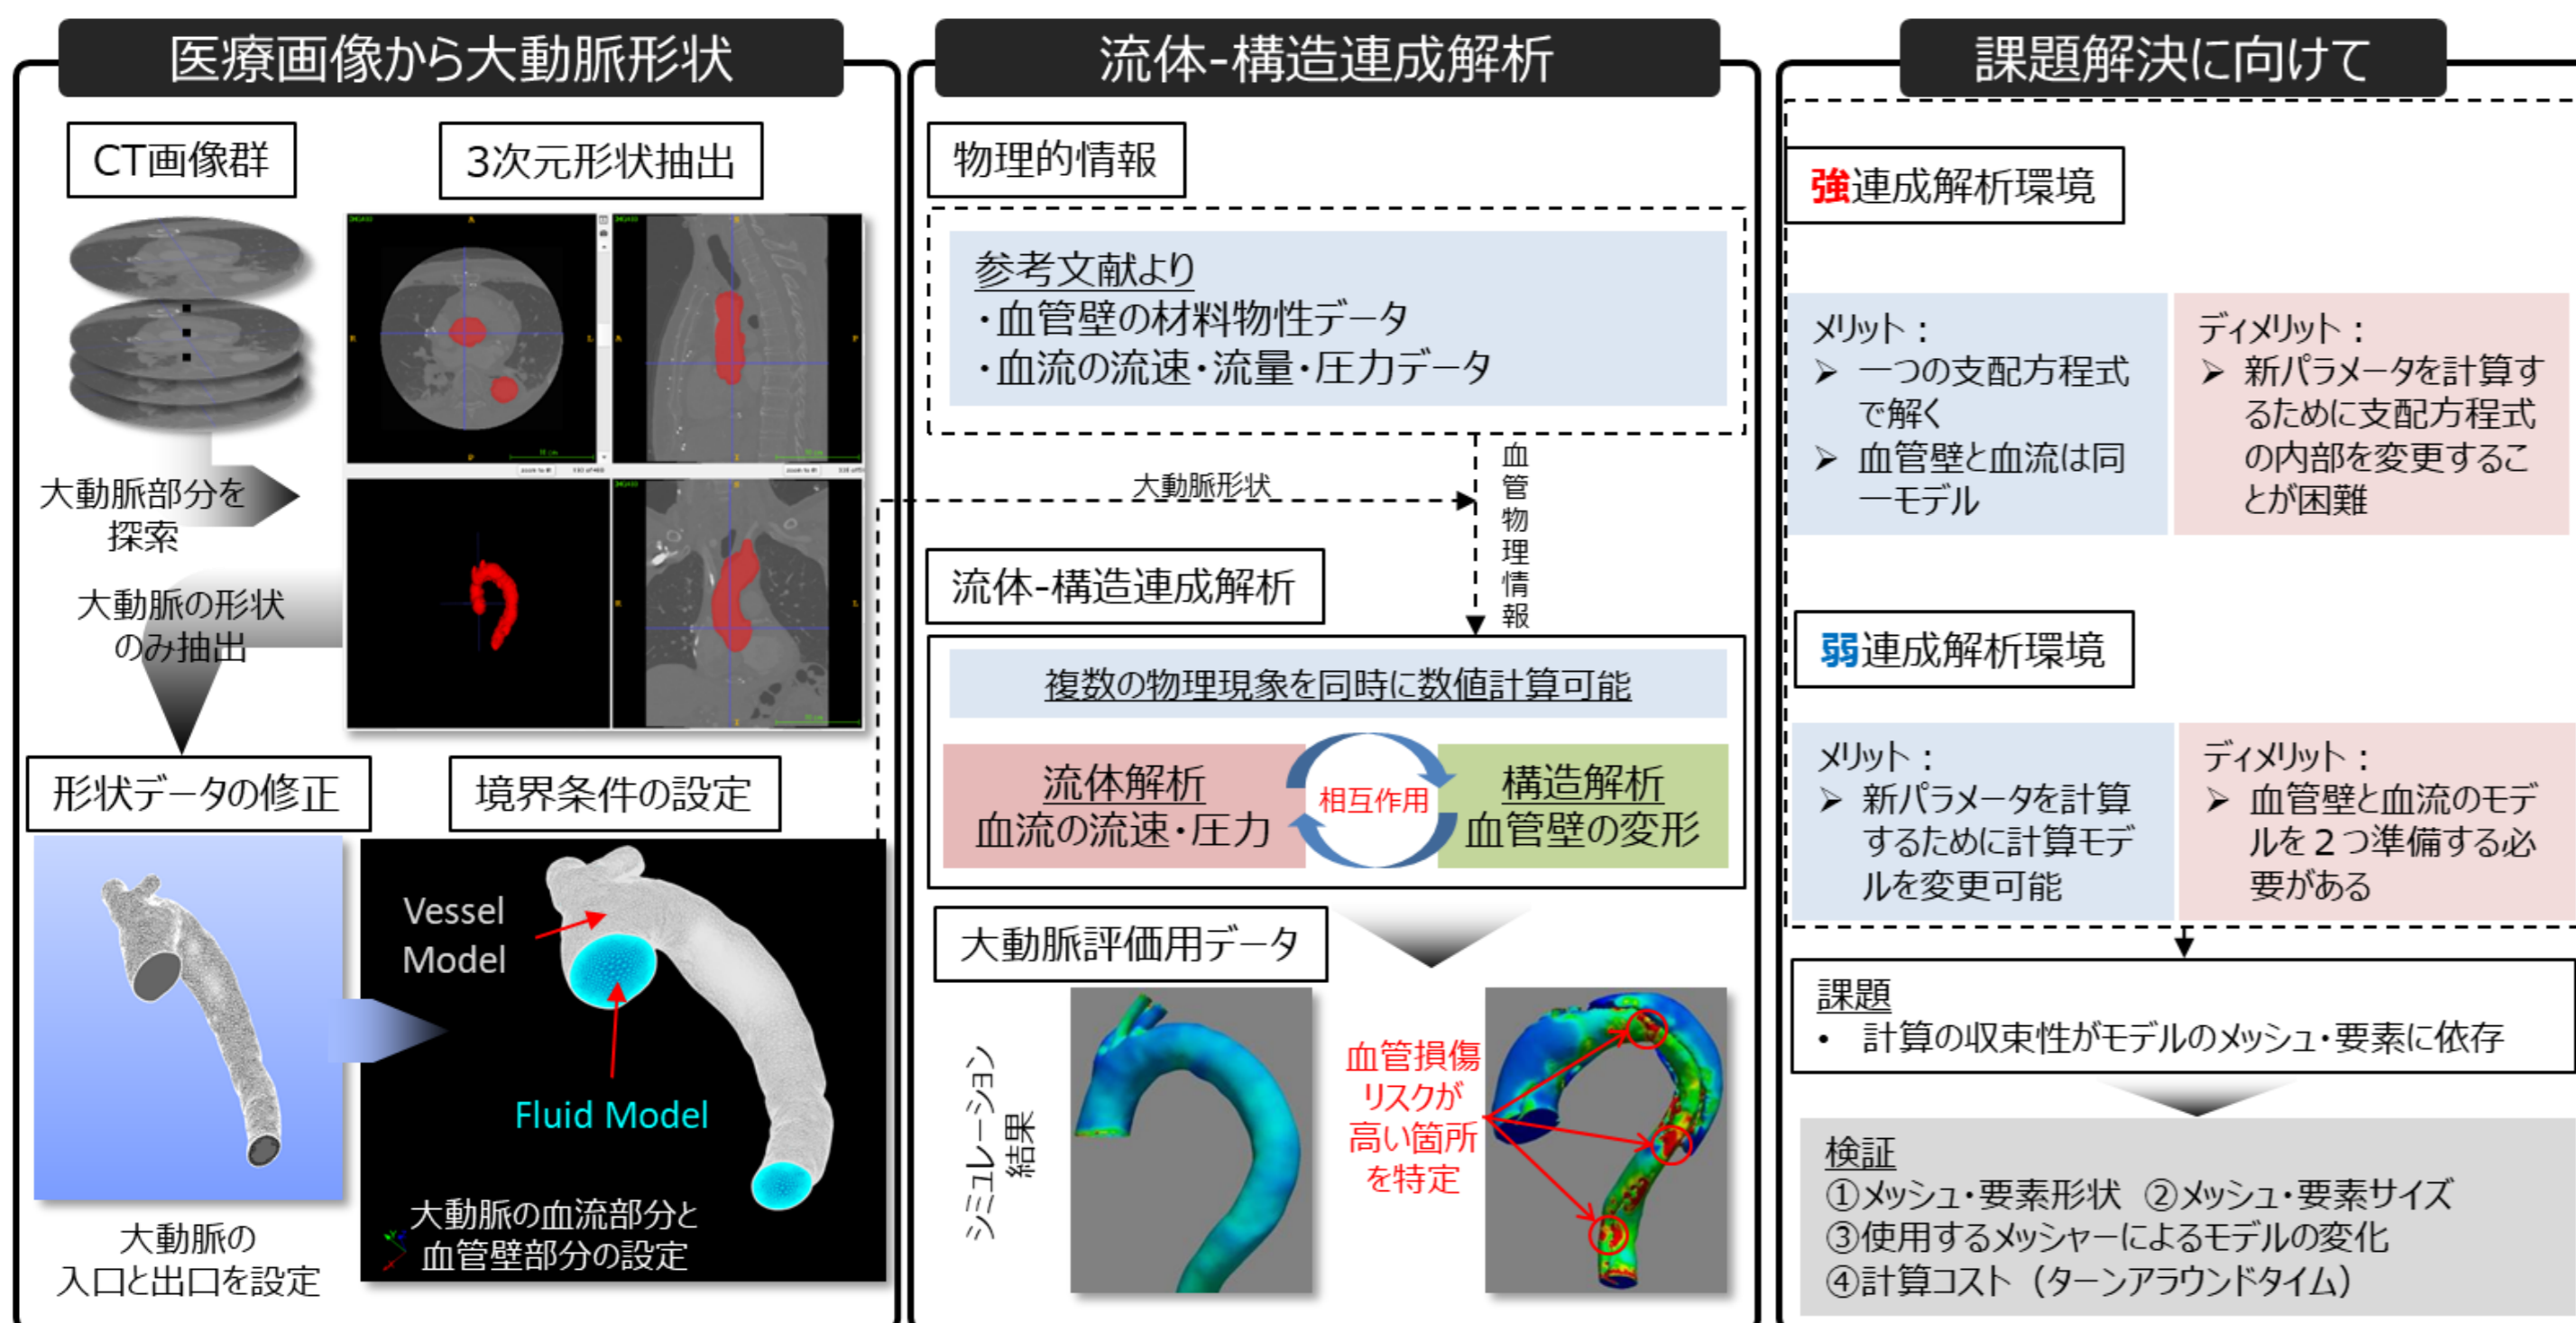 医療画像から大動脈形状
CT画像群
3次元形状抽出
大動脈部分を
探索
大動脈の形状
のみ抽出
形状データの修正
境界条件の設定
Vessel
Model
Fluid Model
大動脈の血流部分と
血管壁部分の設定
大動脈の
入口と出口を設定
流体-構造連成解析
物理的情報
参考文献より
・血管壁の材料物性データ
・血流の流速・流量・圧力データ
大動脈形状
血管物理情報
流体-構造連成解析
複数の物理現象を同時に数値計算可能
流体解析
血流の流速・圧力
相互作用
構造解析
血管壁の変形
大動脈評価用データ
シミュレーション
結果
血管損傷
リスクが
高い箇所
を特定
課題解決に向けて
強連成解析環境
メリット：
➢ 一つの支配方程式
で解く
➢ 血管壁と血流は同
一モデル
ディメリット：
➢ 新パラメータを計算す
るために支配方程式
の内部を変更するこ
とが困難
弱連成解析環境
メリット：
➢ 新パラメータを計算
するために計算モデ
ルを変更可能
ディメリット：
➢ 血管壁と血流のモデ
ルを２つ準備する必
要がある
課題
• 計算の収束性がモデルのメッシュ・要素に依存
検証
①メッシュ・要素形状 ②メッシュ・要素サイズ
③使用するメッシャーによるモデルの変化
④計算コスト（ターンアラウンドタイム）